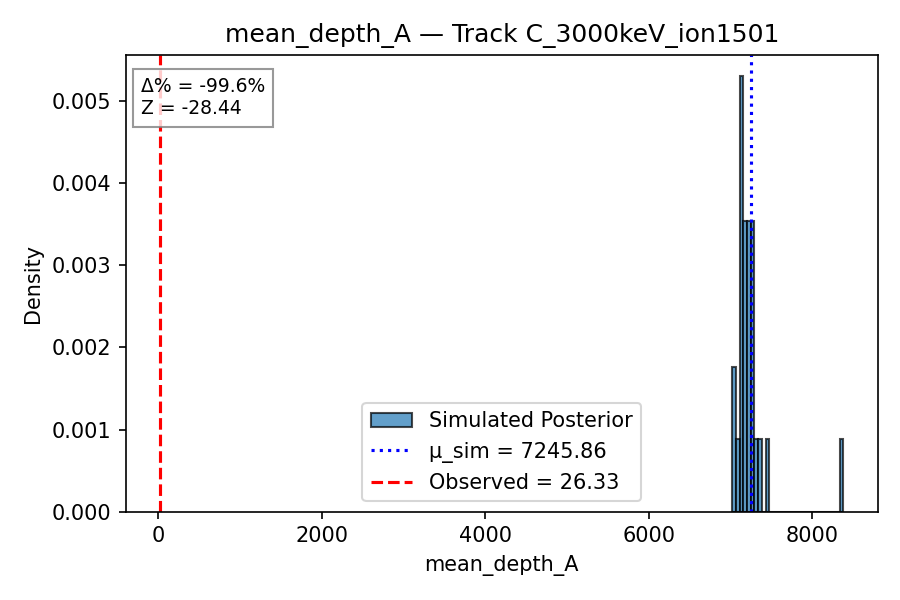 mean_depth_A — Track C_3000keV_ion1501
Δ% = -99.6%
Z = -28.44
Density
0.005
0.004
0.003
0.002
0.001
0.000
Simulated Posterior
μ_sim = 7245.86
Observed = 26.33
0 2000 4000 6000 8000
mean_depth_A